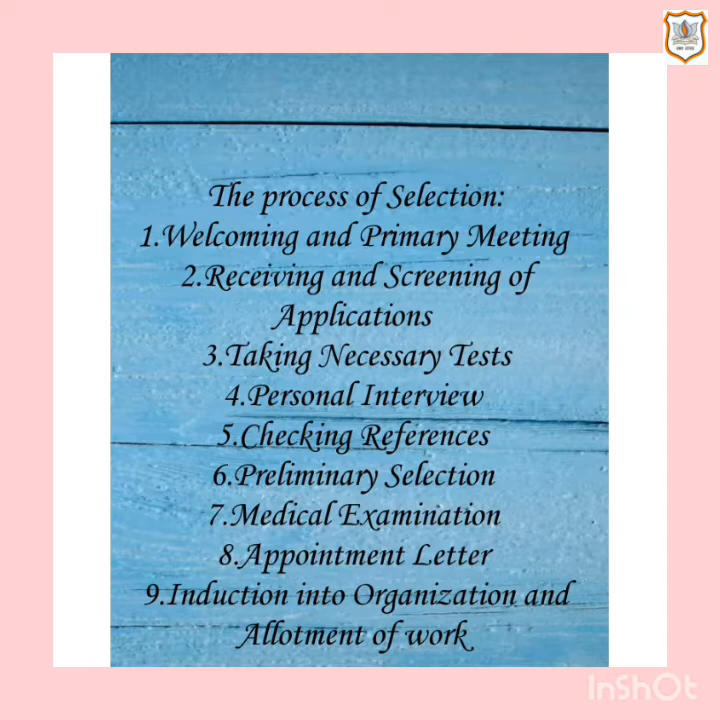 The process of Selection:
1.Welcoming and Primary Meeting
2.Receiving and Screening of
Applications
3.Taking Necessary Tests
4.Personal Interview
5.Checking References
6.Preliminary Selection
7.Medical Examination
8.Appointment Letter
9.Induction into Organization and
Allotment of work
InShOt